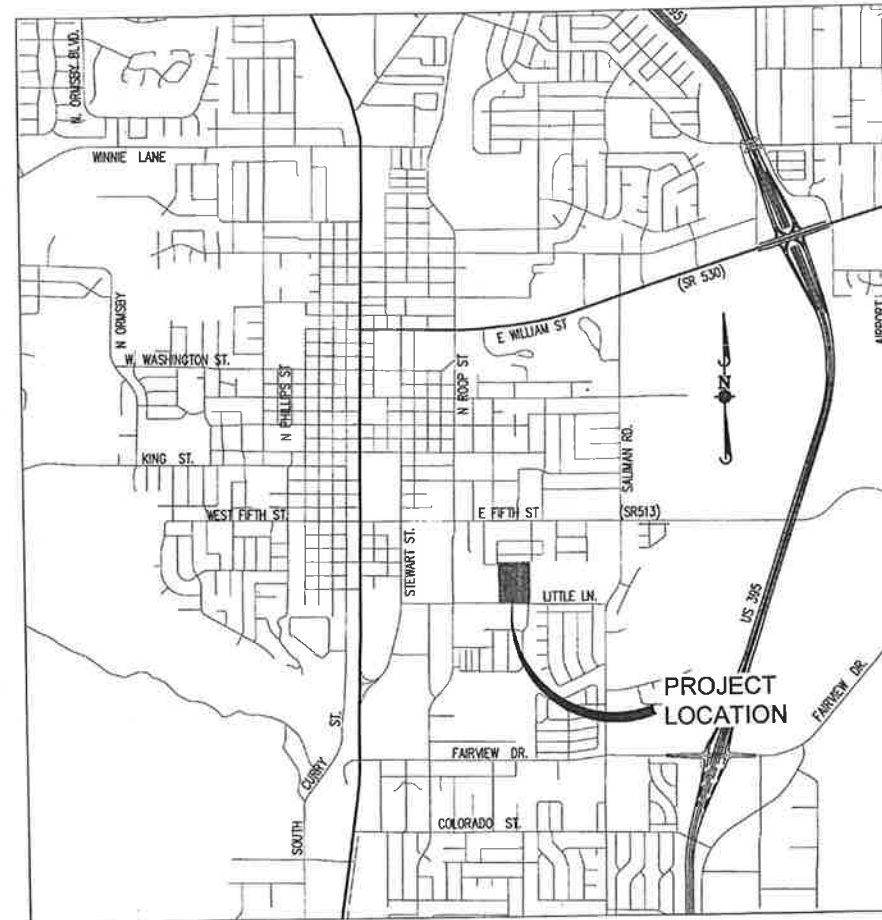 395)
N. ORMSBY BLVD.
WINNIE LANE
(SR 530)
N ORMSBY
E WILLIAM ST
AIRPORT
W. WASHINGTON ST.
N PHILLIPS ST
N ROOP ST
N
KING ST.
SALIMAN RD.
WEST FIFTH ST.
E FIFTH ST
(SR513)
STEWART ST.
LITTLE LN.
US 395
PROJECT
LOCATION
FAIRVIEW DR.
ST.
CURRY
SOUTH
FAIRVIEW DR.
COLORADO ST.